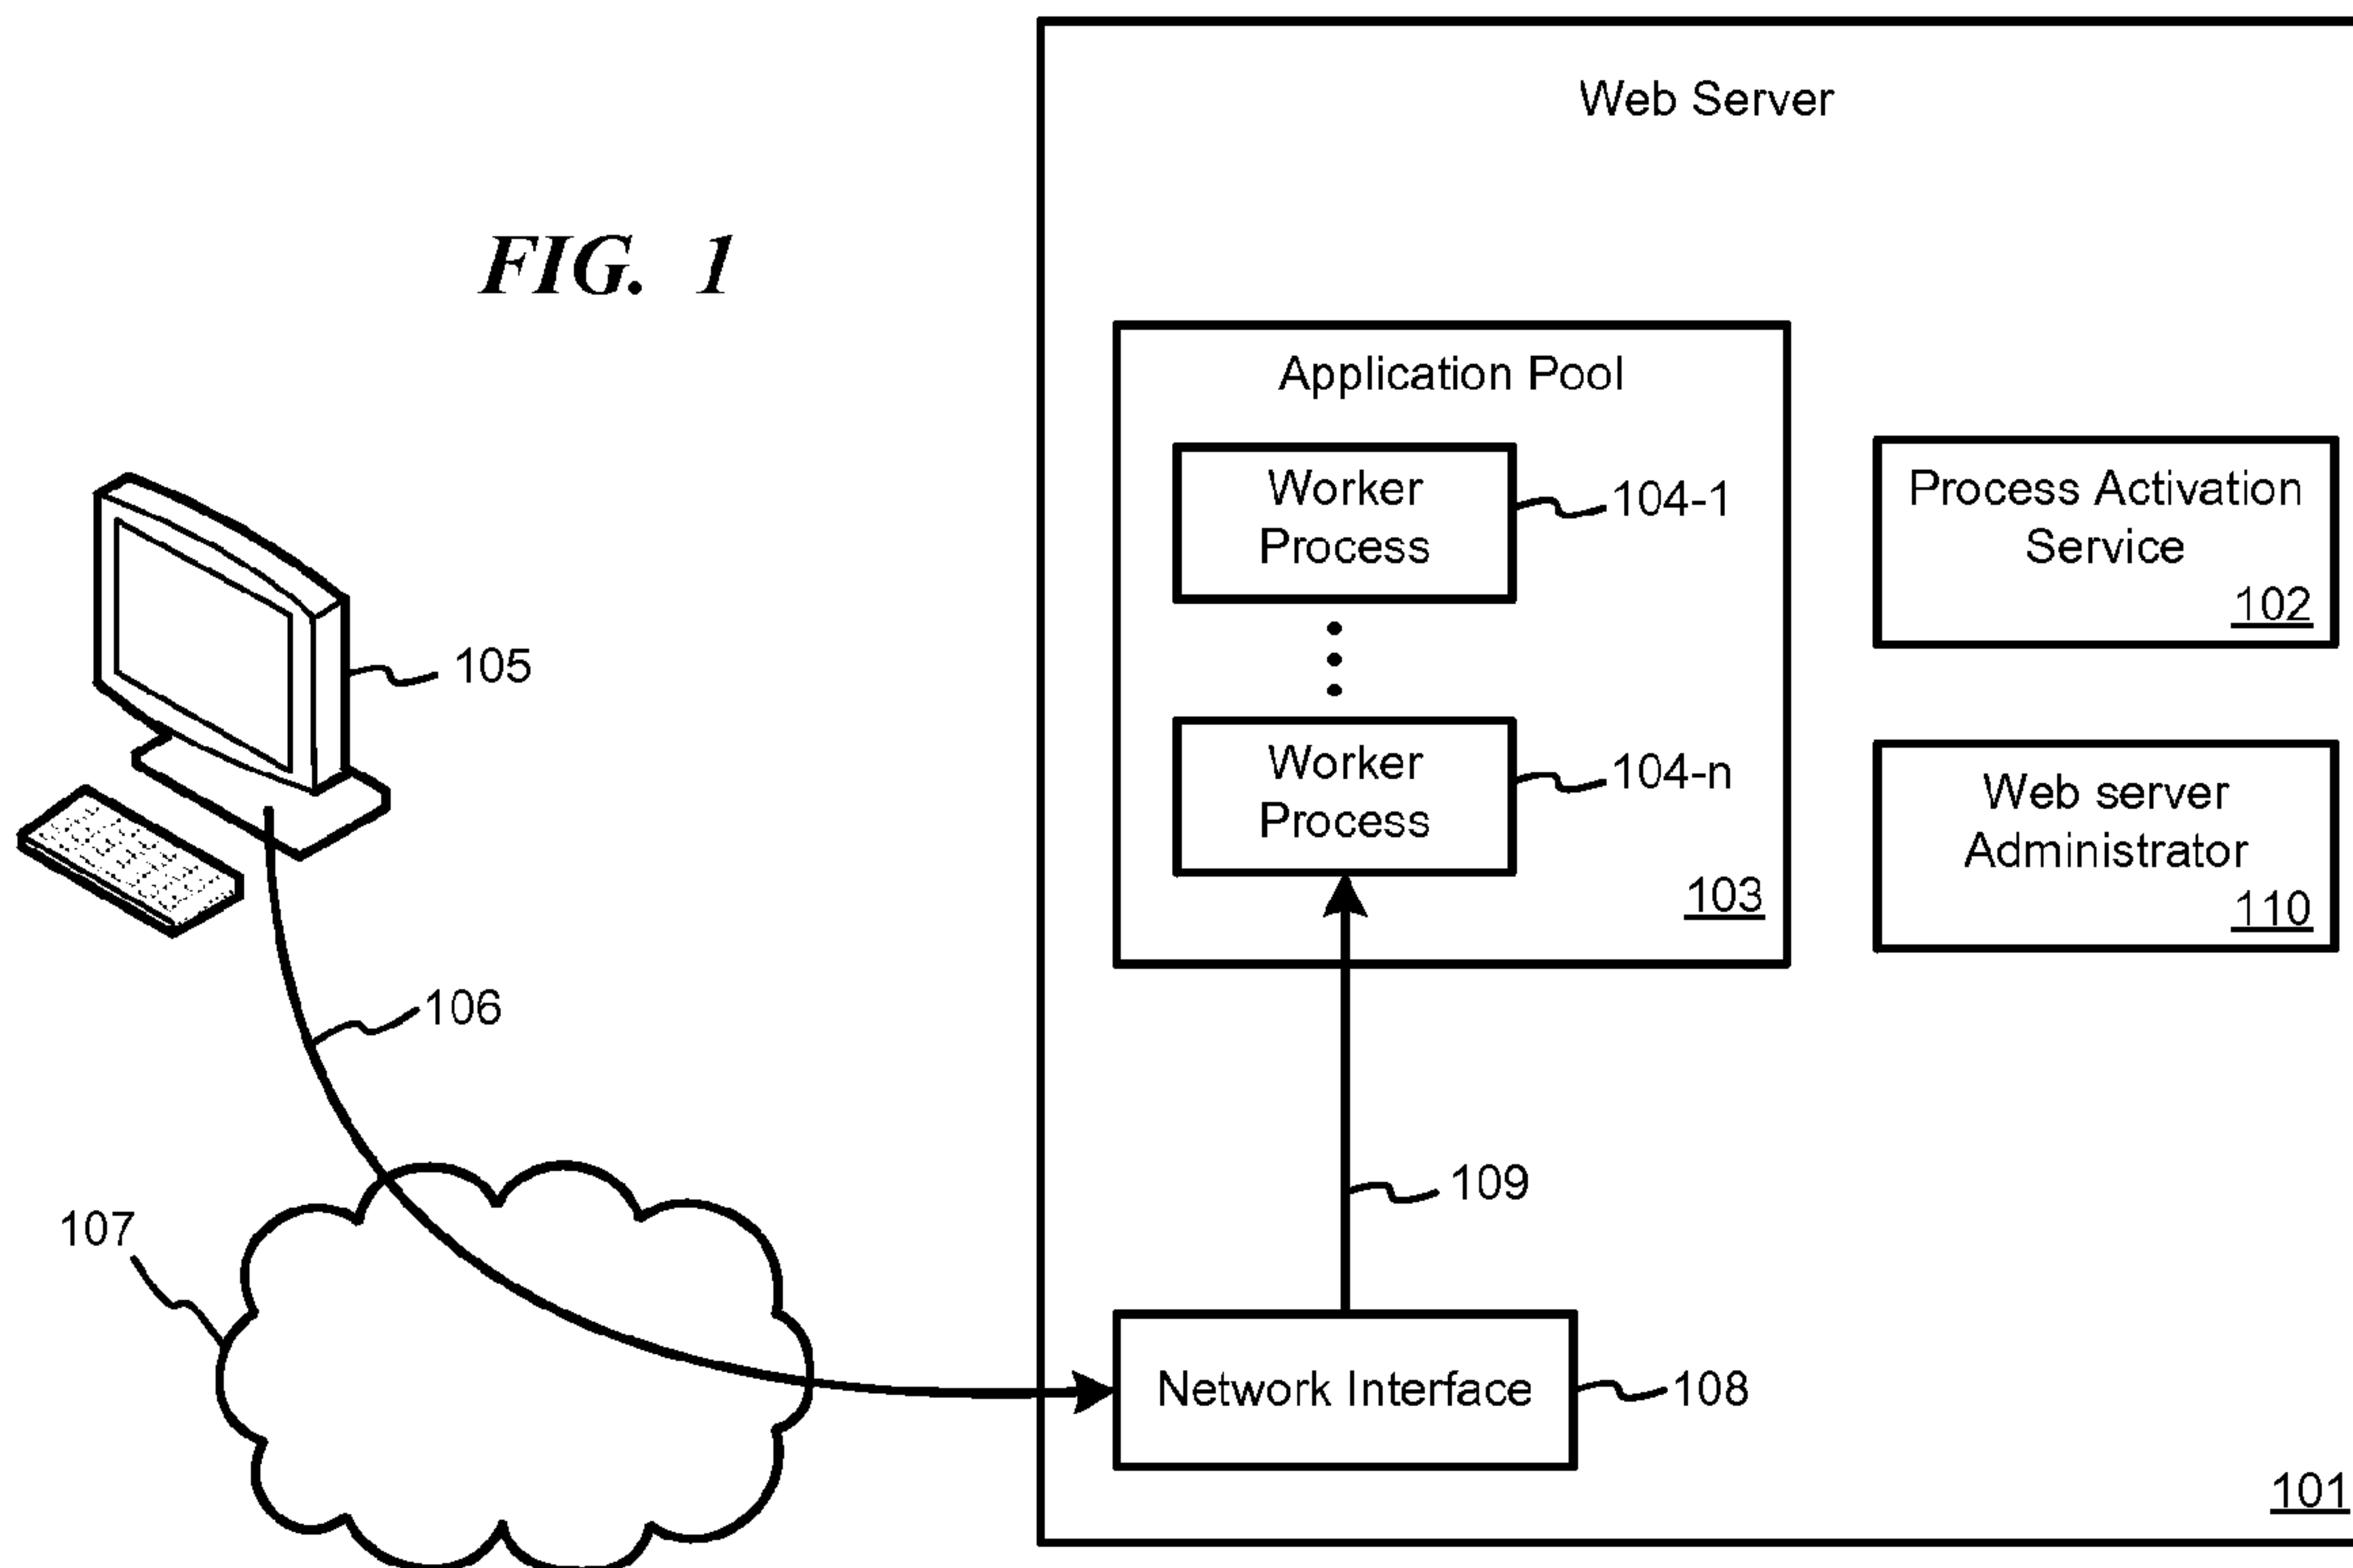 Web Server
FIG. 1
Application Pool
Worker
Process
104-1
Process Activation
Service
102
105
Worker
Process
104-n
103
Web server
Administrator
110
106
109
107
Network Interface
108
101